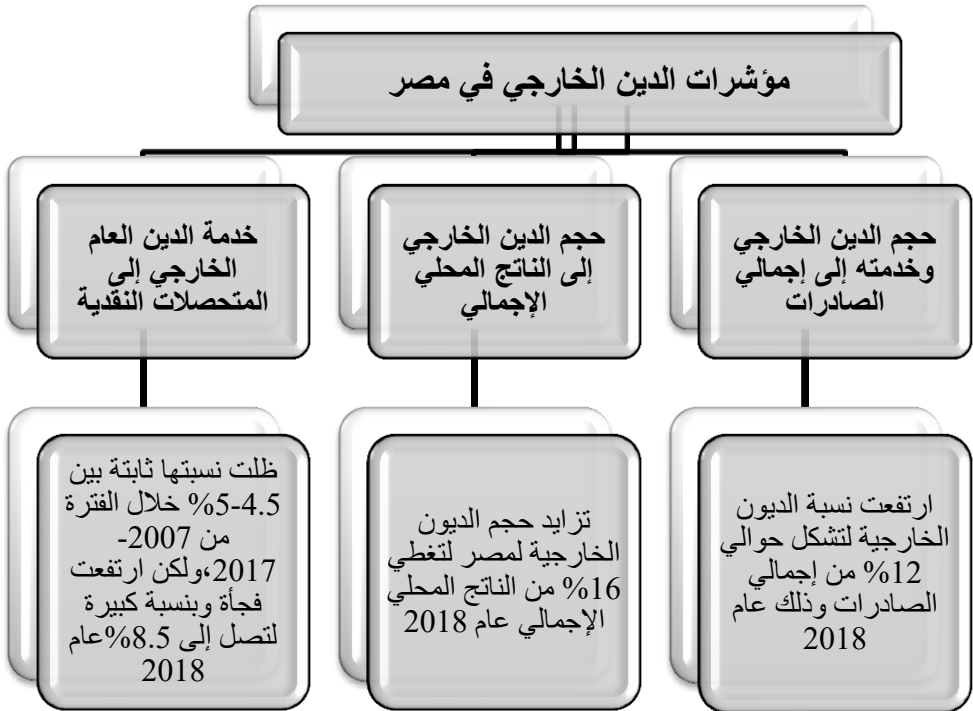 مؤشرات الدين الخارجي في مصر
حجم الدين الخارجي
وخدمته إلى إجمالي
الصادرات
حجم الدين الخارجي
إلى الناتج المحلي
الإجمالي
خدمة الدين العام
الخارجي إلى
المتحصلات النقدية
ارتفعت نسبة الديون
الخارجية لتشكل حوالي
12% من إجمالي
الصادرات وذلك عام
2018
تزايد حجم الديون
الخارجية لمصر لتغطي
16% من الناتج المحلي
الإجمالي عام 2018
ظلت نسبتها ثابتة بين
4.5-5% خلال الفترة
من 2007-
2017،ولكن ارتفعت
فجأة وبنسبة كبيرة
لتصل إلى 8.5%عام
2018